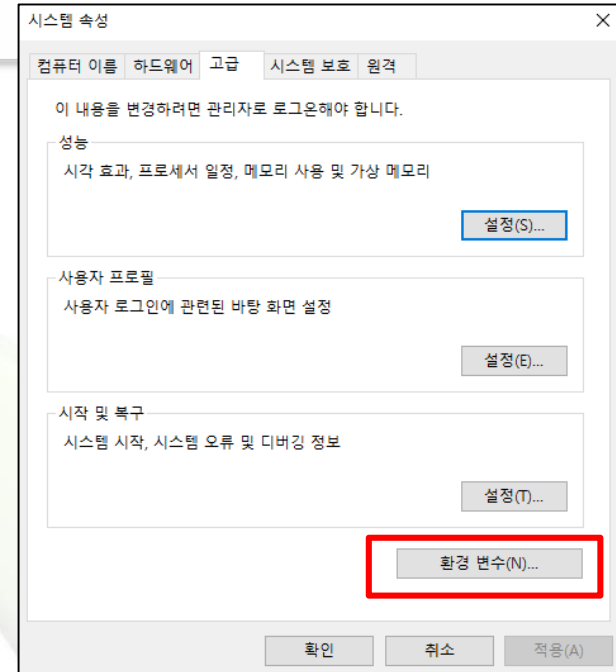 시스템 속성
컴퓨터 이름 하드웨어 고급 시스템 보호 원격
이 내용을 변경하려면 관리자로 로그온해야 합니다.
성능
시각 효과, 프로세서 일정, 메모리 사용 및 가상 메모리
설정(S)...
사용자 프로필
사용자 로그인에 관련된 바탕 화면 설정
설정(E)...
시작 및 복구
시스템 시작, 시스템 오류 및 디버깅 정보
설정(T)...
환경 변수(N)...
확인 취소 적용(A)